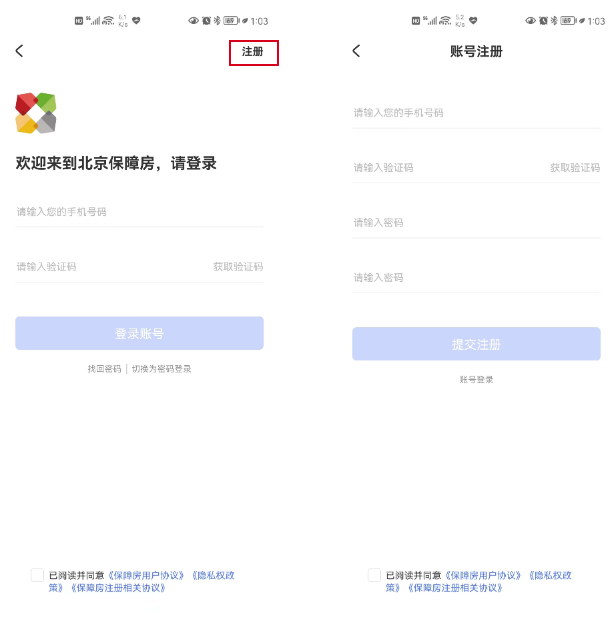 1:03
注册
欢迎来到北京保障房，请登录
请输入您的手机号码
请输入验证码 获取验证码
登录账号
找回密码 | 切换为密码登录
已阅读并同意《保障房用户协议》《隐私权政
策》《保障房注册相关协议》
1:03
账号注册
请输入您的手机号码
请输入验证码 获取验证码
请输入密码
请输入密码
提交注册
账号登录
已阅读并同意《保障房用户协议》《隐私权政
策》《保障房注册相关协议》